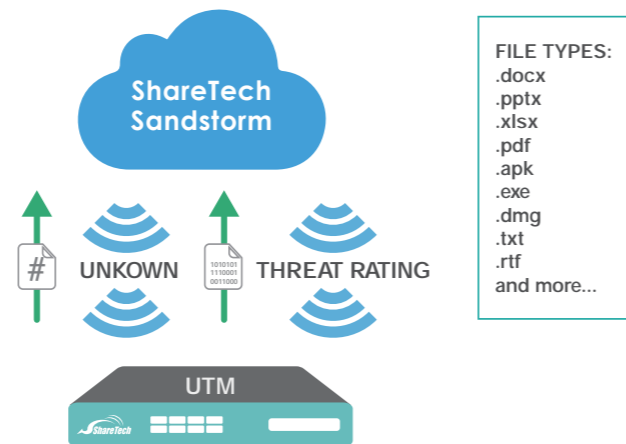 ShareTech
Sandstorm
#
UNKOWN
1010101
1110001
0011000
THREAT RATING
UTM
ShareTech
FILE TYPES:
.docx
.pptx
.xlsx
.pdf
.apk
.exe
.dmg
.txt
.rtf
and more...